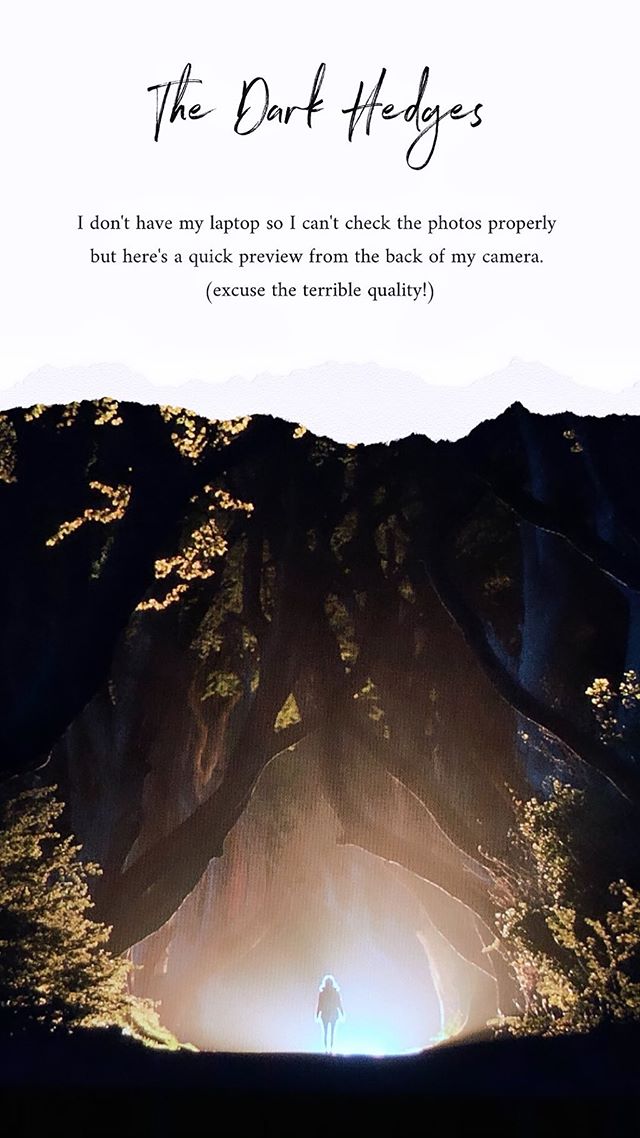 The Dark Hedges
I don't have my laptop so I can't check the photos properly
but here's a quick preview from the back of my camera.
(excuse the terrible quality!)